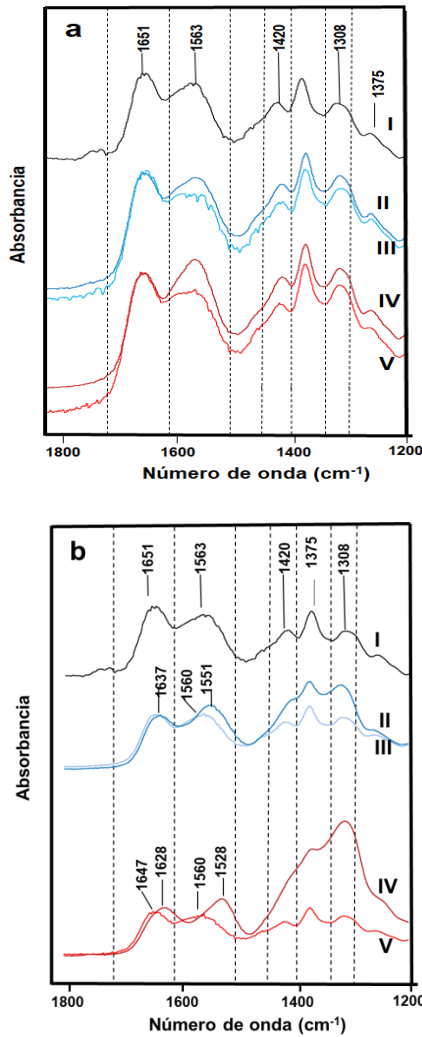 a
1651
1563
1420
1308
1375
I
II
III
IV
V
Absorbancia
1800
1600
1400
1200
Número de onda (cm-1)
b
1651
1563
1420
1375
1308
I
1637
1560
1551
II
III
1647
1628
1560
1528
IV
V
Absorbancia
1800
1600
1400
1200
Número de onda (cm-1)